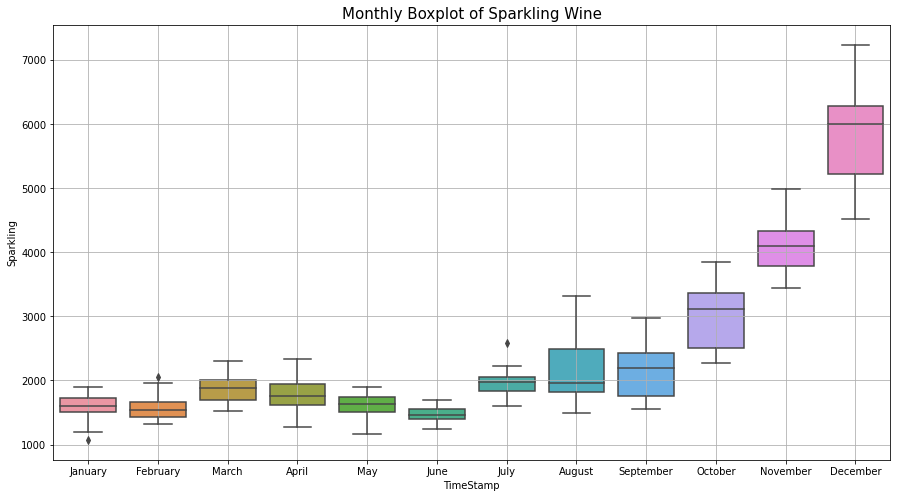 Monthly Boxplot of Sparkling Wine
7000
6000
5000
4000
3000
2000
1000
Sparkling
January February March April May June July August September October November December
TimeStamp